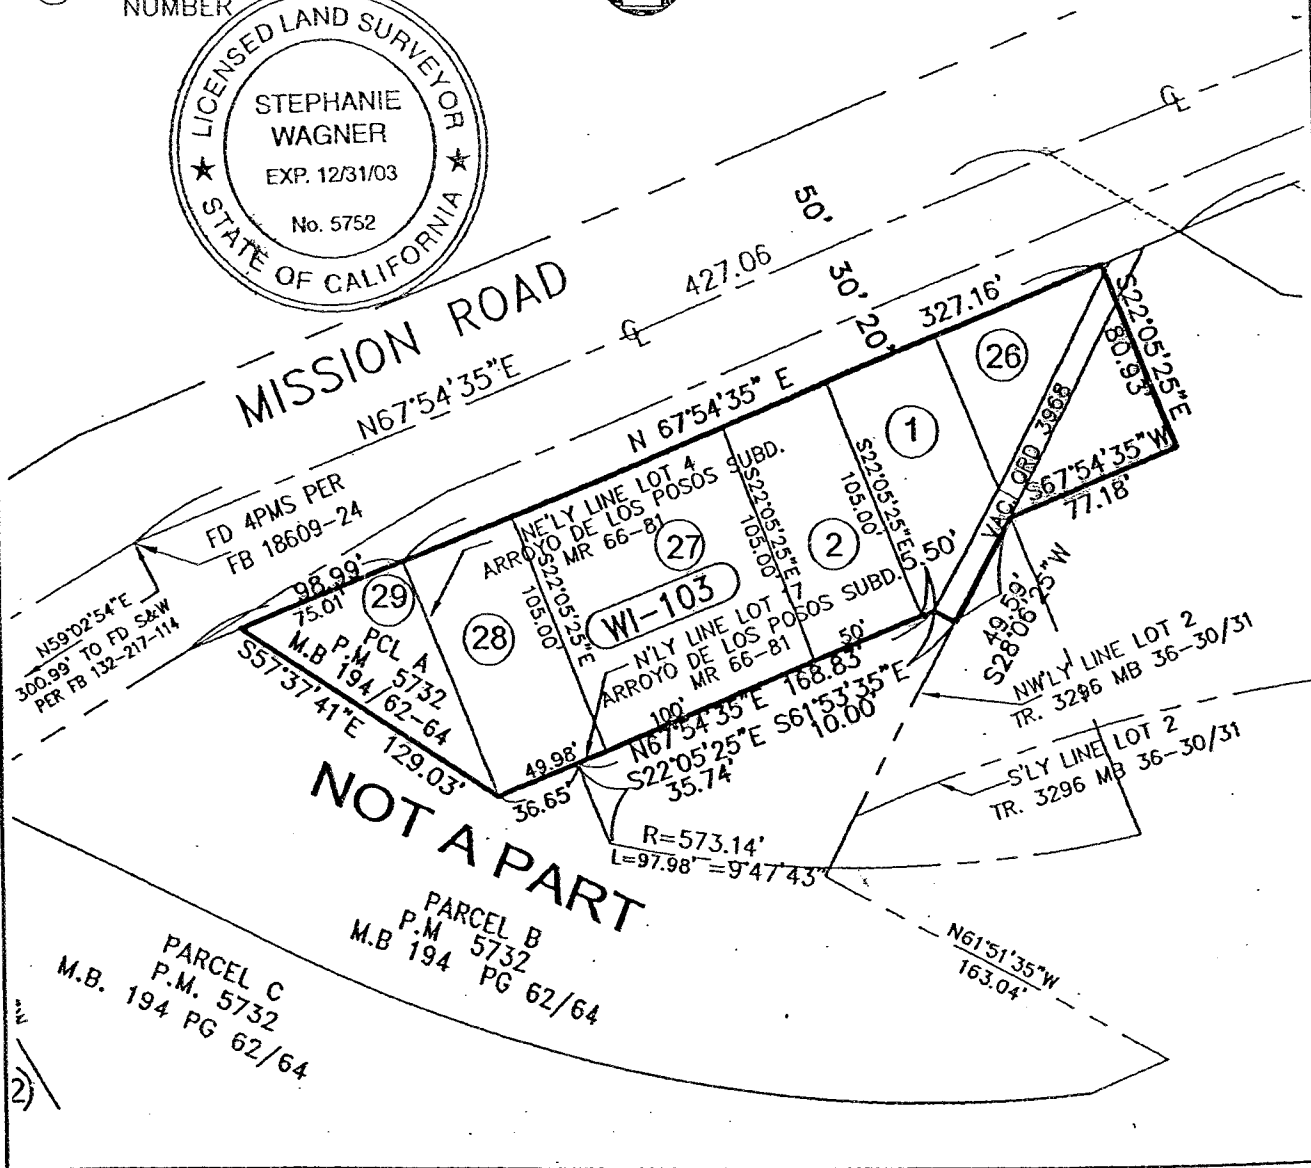 NUMBER
LICENSED LAND SURVEYOR
STEPHANIE
WAGNER
EXP. 12/31/03
No. 5752
STATE OF CALIFORNIA
MISSION ROAD
N67°54'35"E
427.06
50'
30'
20'
327.16'
N 67°54'35" E
26
1
2
27
28
29
S22°05'25"E
80.93'
VAC. ORD 3968
S67°54'35"W
77.18'
FD 4PMS PER
FB 18609-24
N59°02'54"E
300.99' TO FD S&W
PER FB 132-217-114
98.99'
75.01'
PCL A
P.M 5732
M.B 194/62-64
S57°37'41"E 129.03'
NE'LY LINE LOT 4
ARROYO DE LOS POSOS SUBD.
MR 66-81
S22°05'25"E
105.00'
S22°05'25"E
105.00'
S22°05'25"E
105.00'
WI-103
N'LY LINE LOT 17
ARROYO DE LOS POSOS SUBD.
MR 66-81
5.50'
50'
100'
49.98'
36.65'
N67°54'35"E 168.83'
S22°05'25"E
35.74'
S61°53'35"E
10.00'
49.59'
S28°06'25"W
NW'LY LINE LOT 2
TR. 3296 MB 36-30/31
S'LY LINE LOT 2
TR. 3296 MB 36-30/31
R=573.14'
L=97.98' =9°47'43"
NOT A PART
PARCEL B
P.M 5732
M.B 194 PG 62/64
PARCEL C
P.M. 5732
M.B. 194 PG 62/64
N61°51'35"W
163.04'
2)